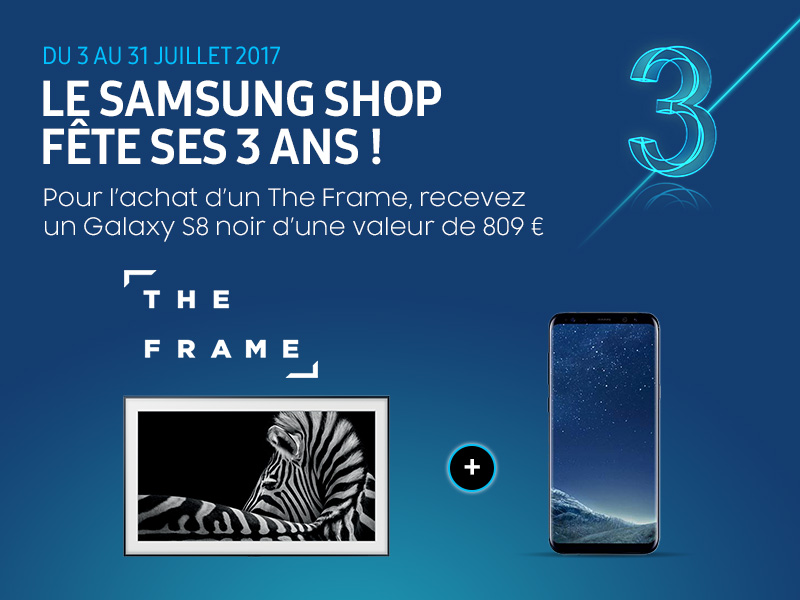 DU 3 AU 31 JUILLET 2017
LE SAMSUNG SHOP
FÊTE SES 3 ANS !
Pour l'achat d'un The Frame, recevez
un Galaxy S8 noir d'une valeur de 809 €
3
THE
FRAME
+